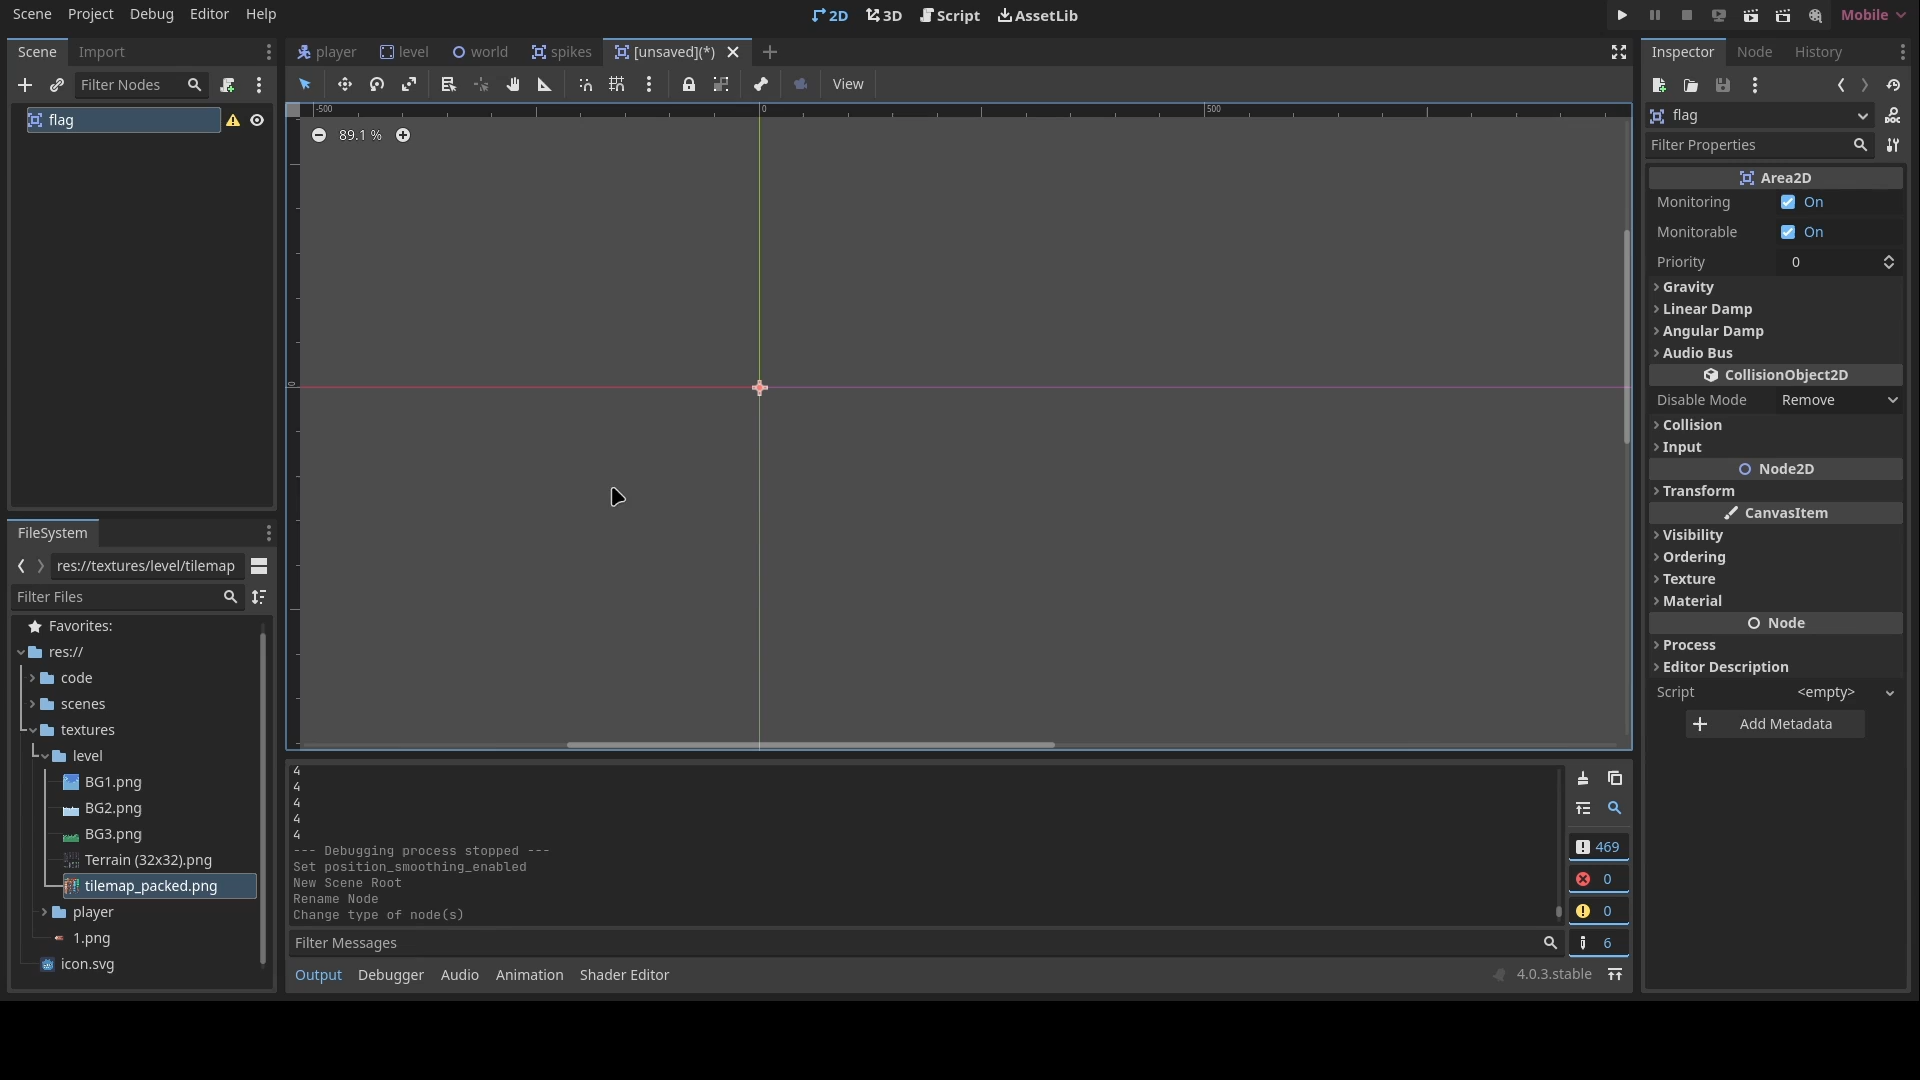 Scene Project Debug Editor Help
2D 3D Script AssetLib
Mobile
Scene Import
Filter Nodes
flag
player level world spikes [unsaved](*)
View
-500 0 500
89.1 %
0
FileSystem
res://textures/level/tilemap
Filter Files
Favorites:
res://
code
scenes
textures
level
BG1.png
BG2.png
BG3.png
Terrain (32x32).png
tilemap_packed.png
player
1.png
icon.svg
4
4
4
4
4
--- Debugging process stopped ---
Set position_smoothing_enabled
New Scene Root
Rename Node
Change type of node(s)
Filter Messages
469
0
0
6
Output Debugger Audio Animation Shader Editor
4.0.3.stable
Inspector Node History
flag
Filter Properties
Area2D
Monitoring On
Monitorable On
Priority 0
Gravity
Linear Damp
Angular Damp
Audio Bus
CollisionObject2D
Disable Mode Remove
Collision
Input
Node2D
Transform
CanvasItem
Visibility
Ordering
Texture
Material
Node
Process
Editor Description
Script <empty>
Add Metadata